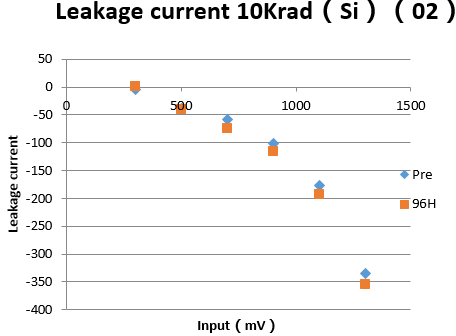 Leakage current 10Krad ( Si ) ( 02 )
50
0
-50
-100
-150
-200
-250
-300
-350
-400
0
500
1000
1500
Leakage current
Input ( mV )
Pre
96H